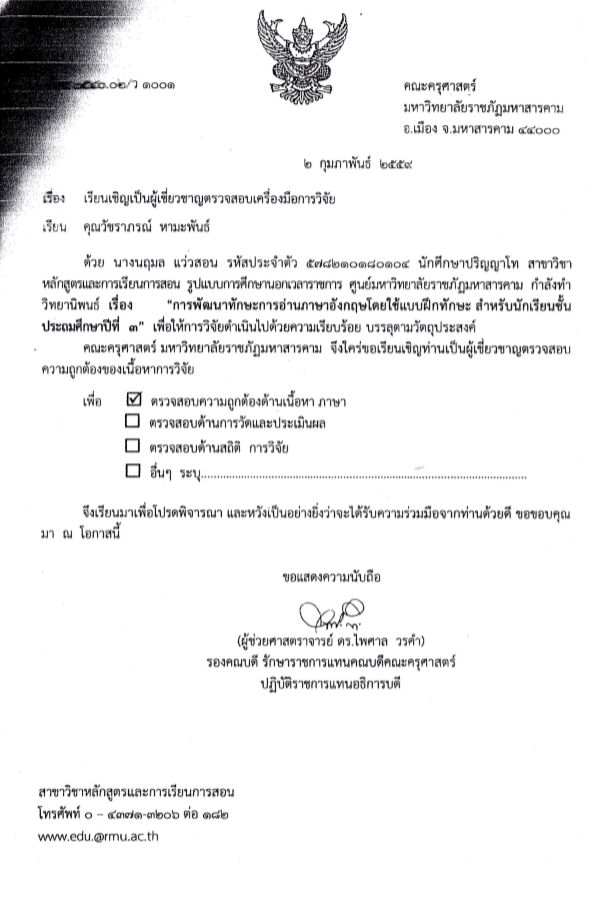 ๐๒/ว ๑๐๐๑
คณะครุศาสตร์
มหาวิทยาลัยราชภัฏมหาสารคาม
อ.เมือง จ.มหาสารคาม ๔๔๐๐๐
๒ กุมภาพันธ์ ๒๕๕๙
เรื่อง เรียนเชิญเป็นผู้เชี่ยวชาญตรวจสอบเครื่องมือการวิจัย
เรียน คุณวัชราภรณ์ หามะพันธ์
ด้วย นางนฤมล แว่วสอน รหัสประจำตัว ๕๗๘๒๑๐๑๘๐๑๐๔ นักศึกษาปริญญาโท สาขาวิชา
หลักสูตรและการเรียนการสอน รูปแบบการศึกษานอกเวลาราชการ ศูนย์มหาวิทยาลัยราชภัฏมหาสารคาม กำลังทำ
วิทยานิพนธ์ เรื่อง "การพัฒนาทักษะการอ่านภาษาอังกฤษโดยใช้แบบฝึกทักษะ สำหรับนักเรียนชั้น
ประถมศึกษาปีที่ ๓" เพื่อให้การวิจัยดำเนินไปด้วยความเรียบร้อย บรรลุตามวัตถุประสงค์
คณะครุศาสตร์ มหาวิทยาลัยราชภัฏมหาสารคาม จึงใคร่ขอเรียนเชิญท่านเป็นผู้เชี่ยวชาญตรวจสอบ
ความถูกต้องของเนื้อหาการวิจัย
เพื่อ ☑ ตรวจสอบความถูกต้องด้านเนื้อหา ภาษา
☐ ตรวจสอบด้านการวัดและประเมินผล
☐ ตรวจสอบด้านสถิติ การวิจัย
☐ อื่นๆ ระบุ........................................................................................
จึงเรียนมาเพื่อโปรดพิจารณา และหวังเป็นอย่างยิ่งว่าจะได้รับความร่วมมือจากท่านด้วยดี ขอขอบคุณ
มา ณ โอกาสนี้
ขอแสดงความนับถือ
(ผู้ช่วยศาสตราจารย์ ดร.ไพศาล วรคำ)
รองคณบดี รักษาราชการแทนคณบดีคณะครุศาสตร์
ปฏิบัติราชการแทนอธิการบดี
สาขาวิชาหลักสูตรและการเรียนการสอน
โทรศัพท์ ๐ – ๔๓๗๑-๓๒๐๖ ต่อ ๑๘๒
www.edu.@rmu.ac.th